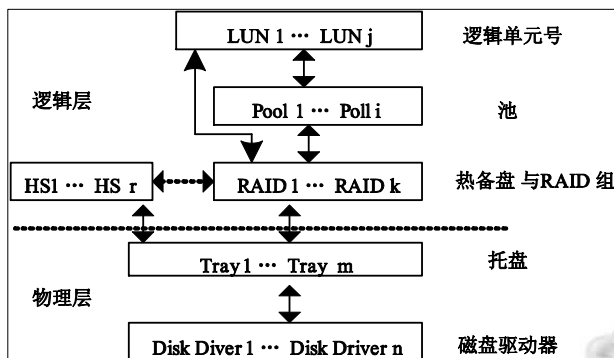 LUN 1 ··· LUN j 逻辑单元号
逻辑层
Pool 1 ··· Poll i 池
HS1 ··· HS r RAID 1 ··· RAID k 热备盘 与RAID 组
Tray 1 ··· Tray m 托盘
物理层
Disk Diver 1 ··· Disk Driver n 磁盘驱动器